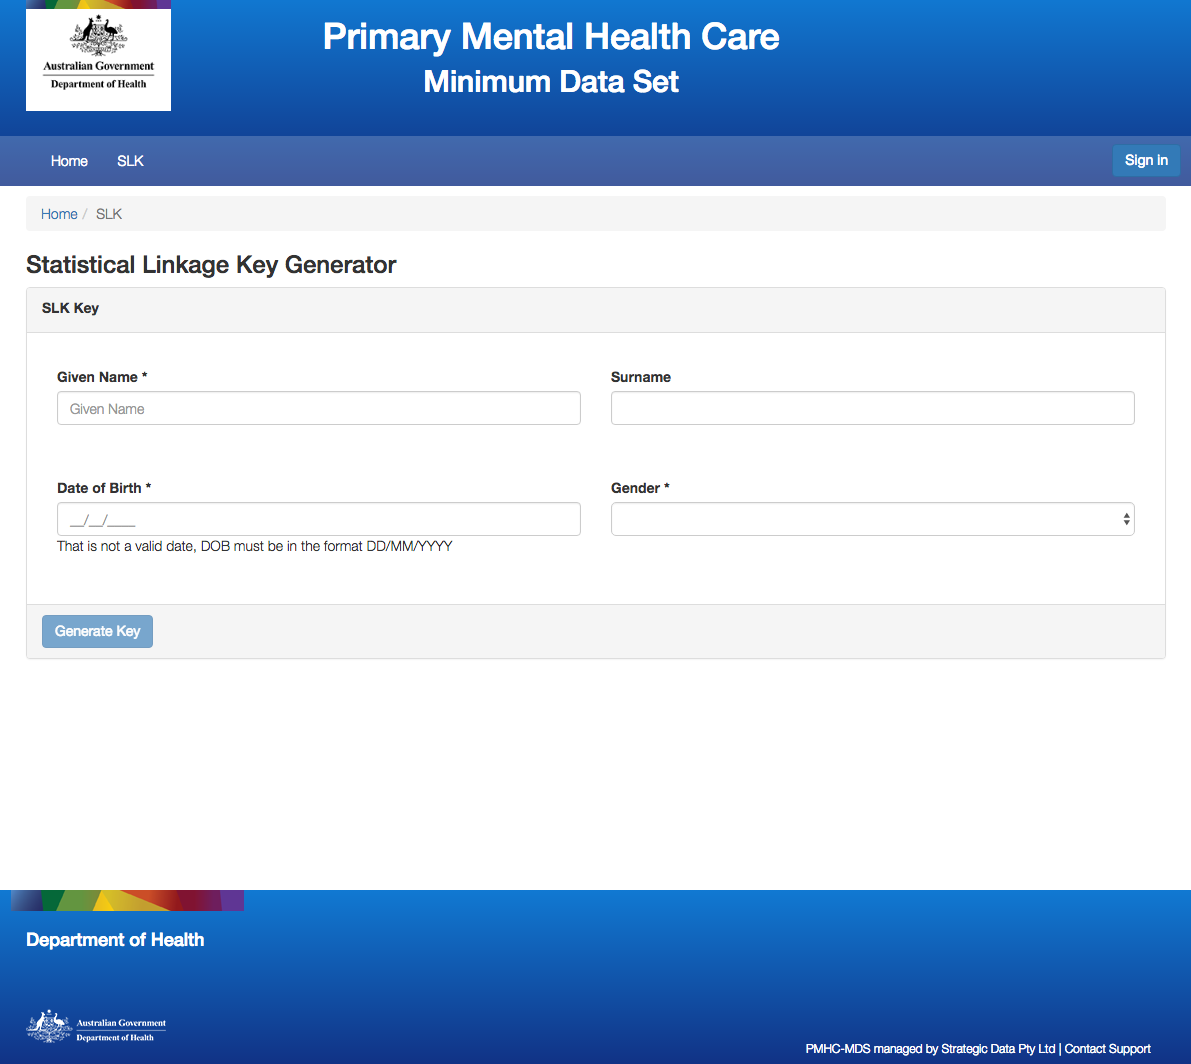 Australian Government
Department of Health
Primary Mental Health Care
Minimum Data Set
Home SLK Sign in
Home / SLK
Statistical Linkage Key Generator
SLK Key
Given Name * Surname
Given Name
Date of Birth * Gender *
__/__/____
That is not a valid date, DOB must be in the format DD/MM/YYYY
Generate Key
Department of Health
Australian Government
Department of Health
PMHC-MDS managed by Strategic Data Pty Ltd | Contact Support